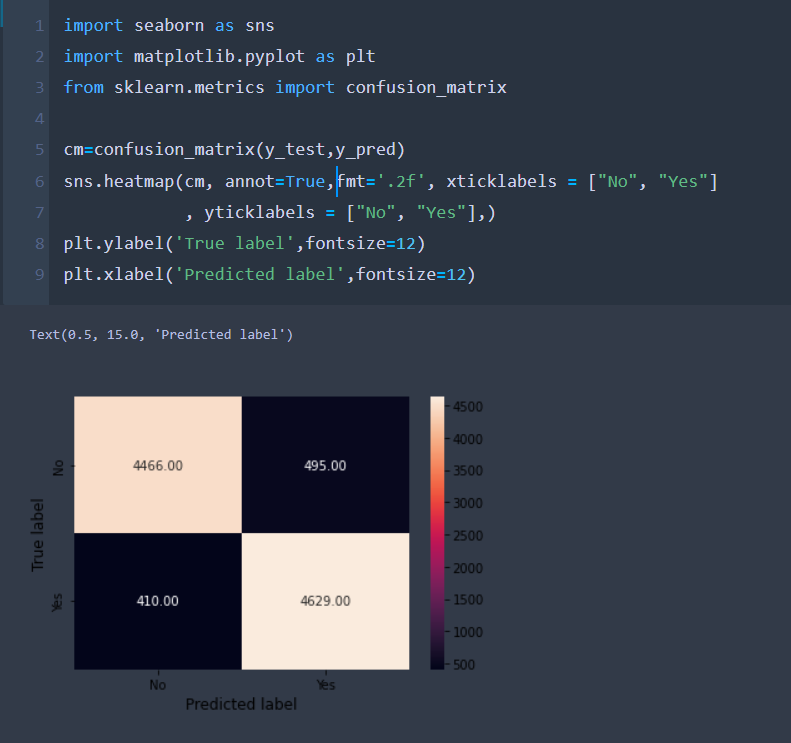 1 import seaborn as sns
2 import matplotlib.pyplot as plt
3 from sklearn.metrics import confusion_matrix
4
5 cm=confusion_matrix(y_test,y_pred)
6 sns.heatmap(cm, annot=True,fmt='.2f', xticklabels = ["No", "Yes"]
7 , yticklabels = ["No", "Yes"],)
8 plt.ylabel('True label',fontsize=12)
9 plt.xlabel('Predicted label',fontsize=12)
Text(0.5, 15.0, 'Predicted label')
True label
No
4466.00 495.00
Yes
410.00 4629.00
No Yes
Predicted label
4500
4000
3500
3000
2500
2000
1500
1000
500